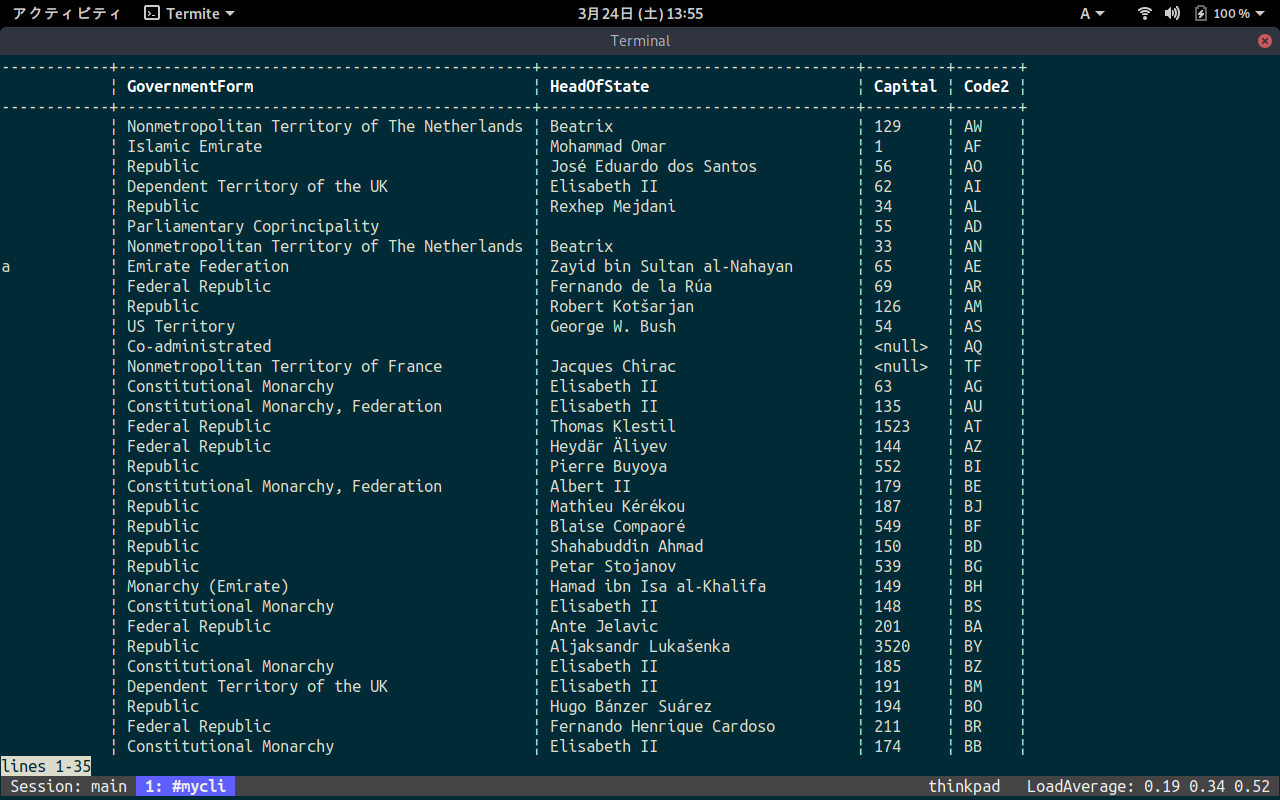 アクティビティ Termite 3月24日 (土) 13:55 A 100 %
Terminal
-----------+----------------------------------------------+-----------------------------------+---------+-------+
¦ GovernmentForm ¦ HeadOfState ¦ Capital ¦ Code2 ¦
-----------+----------------------------------------------+-----------------------------------+---------+-------+
¦ Nonmetropolitan Territory of The Netherlands ¦ Beatrix ¦ 129 ¦ AW ¦
¦ Islamic Emirate ¦ Mohammad Omar ¦ 1 ¦ AF ¦
¦ Republic ¦ José Eduardo dos Santos ¦ 56 ¦ AO ¦
¦ Dependent Territory of the UK ¦ Elisabeth II ¦ 62 ¦ AI ¦
¦ Republic ¦ Rexhep Mejdani ¦ 34 ¦ AL ¦
¦ Parliamentary Coprincipality ¦ ¦ 55 ¦ AD ¦
¦ Nonmetropolitan Territory of The Netherlands ¦ Beatrix ¦ 33 ¦ AN ¦
a ¦ Emirate Federation ¦ Zayid bin Sultan al-Nahayan ¦ 65 ¦ AE ¦
¦ Federal Republic ¦ Fernando de la Rúa ¦ 69 ¦ AR ¦
¦ Republic ¦ Robert Kotšarjan ¦ 126 ¦ AM ¦
¦ US Territory ¦ George W. Bush ¦ 54 ¦ AS ¦
¦ Co-administrated ¦ ¦ <null> ¦ AQ ¦
¦ Nonmetropolitan Territory of France ¦ Jacques Chirac ¦ <null> ¦ TF ¦
¦ Constitutional Monarchy ¦ Elisabeth II ¦ 63 ¦ AG ¦
¦ Constitutional Monarchy, Federation ¦ Elisabeth II ¦ 135 ¦ AU ¦
¦ Federal Republic ¦ Thomas Klestil ¦ 1523 ¦ AT ¦
¦ Federal Republic ¦ Heydär Äliyev ¦ 144 ¦ AZ ¦
¦ Republic ¦ Pierre Buyoya ¦ 552 ¦ BI ¦
¦ Constitutional Monarchy, Federation ¦ Albert II ¦ 179 ¦ BE ¦
¦ Republic ¦ Mathieu Kérékou ¦ 187 ¦ BJ ¦
¦ Republic ¦ Blaise Compaoré ¦ 549 ¦ BF ¦
¦ Republic ¦ Shahabuddin Ahmad ¦ 150 ¦ BD ¦
¦ Republic ¦ Petar Stojanov ¦ 539 ¦ BG ¦
¦ Monarchy (Emirate) ¦ Hamad ibn Isa al-Khalifa ¦ 149 ¦ BH ¦
¦ Constitutional Monarchy ¦ Elisabeth II ¦ 148 ¦ BS ¦
¦ Federal Republic ¦ Ante Jelavic ¦ 201 ¦ BA ¦
¦ Republic ¦ Aljaksandr Lukašenka ¦ 3520 ¦ BY ¦
¦ Constitutional Monarchy ¦ Elisabeth II ¦ 185 ¦ BZ ¦
¦ Dependent Territory of the UK ¦ Elisabeth II ¦ 191 ¦ BM ¦
¦ Republic ¦ Hugo Bánzer Suárez ¦ 194 ¦ BO ¦
¦ Federal Republic ¦ Fernando Henrique Cardoso ¦ 211 ¦ BR ¦
¦ Constitutional Monarchy ¦ Elisabeth II ¦ 174 ¦ BB ¦
lines 1-35
Session: main 1: #mycli thinkpad LoadAverage: 0.19 0.34 0.52